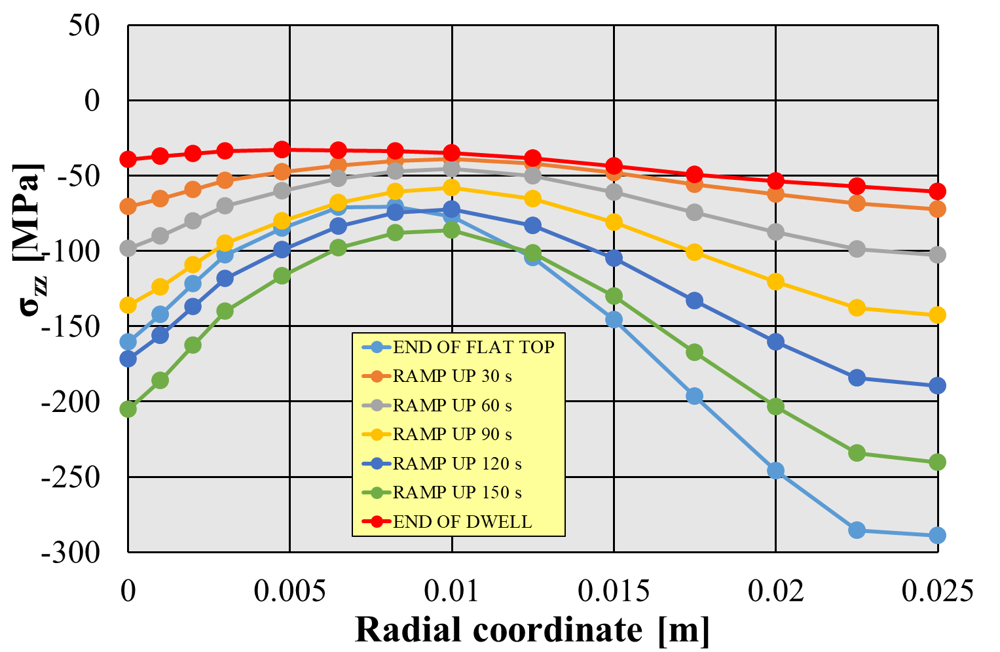 50
0
-50
-100
-150
-200
-250
-300
σzz [MPa]
END OF FLAT TOP
RAMP UP 30 s
RAMP UP 60 s
RAMP UP 90 s
RAMP UP 120 s
RAMP UP 150 s
END OF DWELL
0 0.005 0.01 0.015 0.02 0.025
Radial coordinate [m]